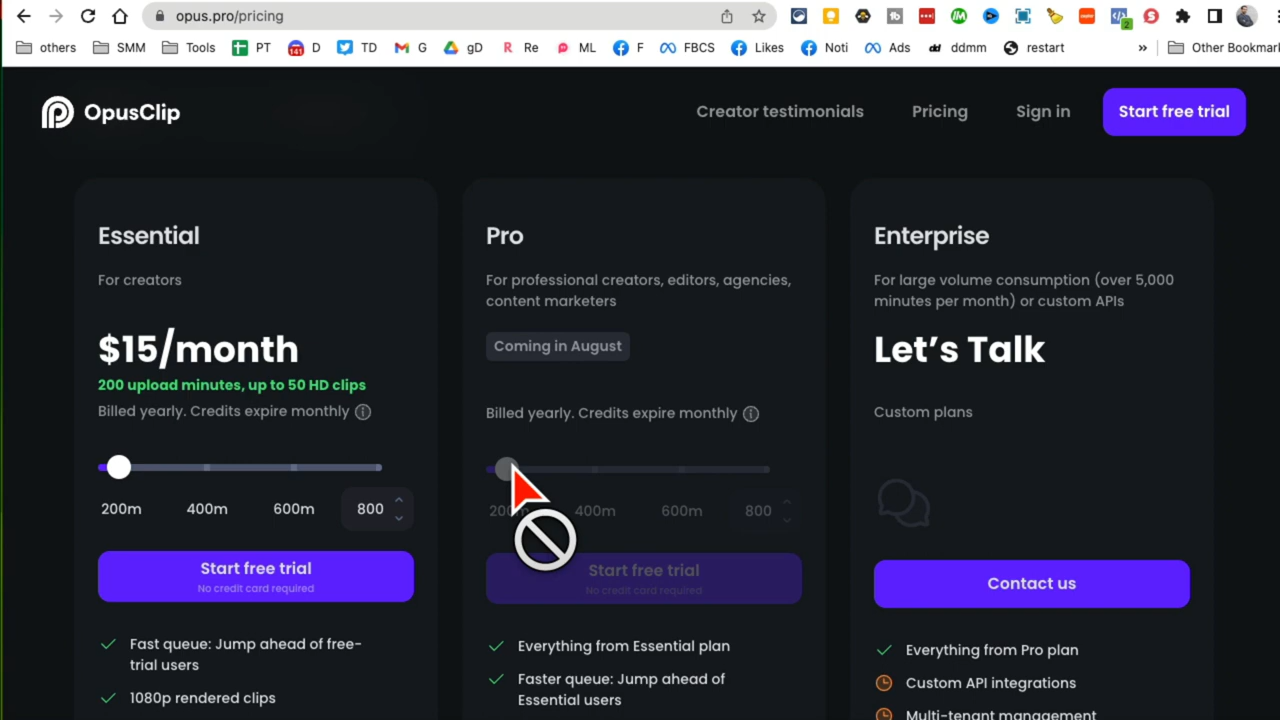 opus.pro/pricing
2
others SMM Tools PT 141 D TD G gD Re ML F FBCS Likes Noti Ads dd ddmm restart » Other Bookmar
OpusClip
Creator testimonials Pricing Sign in Start free trial
Essential
For creators
$15/month
200 upload minutes, up to 50 HD clips
Billed yearly. Credits expire monthly
200m 400m 600m 800
Start free trial
No credit card required
Fast queue: Jump ahead of free-
trial users
1080p rendered clips
Pro
For professional creators, editors, agencies,
content marketers
Coming in August
Billed yearly. Credits expire monthly
200m 400m 600m 800
Start free trial
No credit card required
Everything from Essential plan
Faster queue: Jump ahead of
Essential users
Enterprise
For large volume consumption (over 5,000
minutes per month) or custom APIs
Let's Talk
Custom plans
Contact us
Everything from Pro plan
Custom API integrations
Multi-tenant management